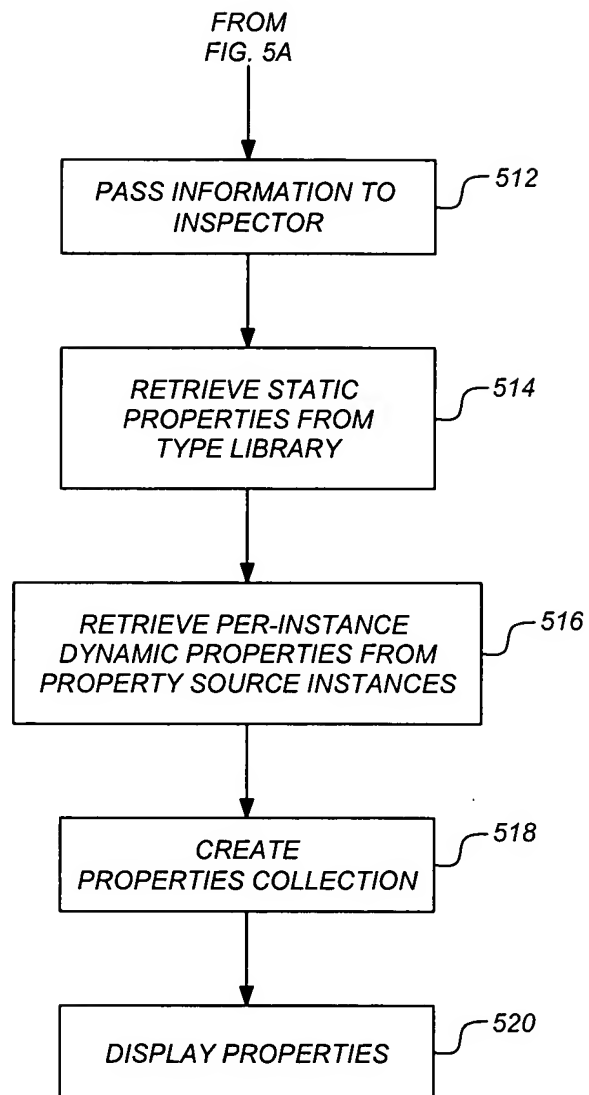 FROM
FIG. 5A
PASS INFORMATION TO
INSPECTOR
512
RETRIEVE STATIC
PROPERTIES FROM
TYPE LIBRARY
514
RETRIEVE PER-INSTANCE
DYNAMIC PROPERTIES FROM
PROPERTY SOURCE INSTANCES
516
CREATE
PROPERTIES COLLECTION
518
DISPLAY PROPERTIES
520